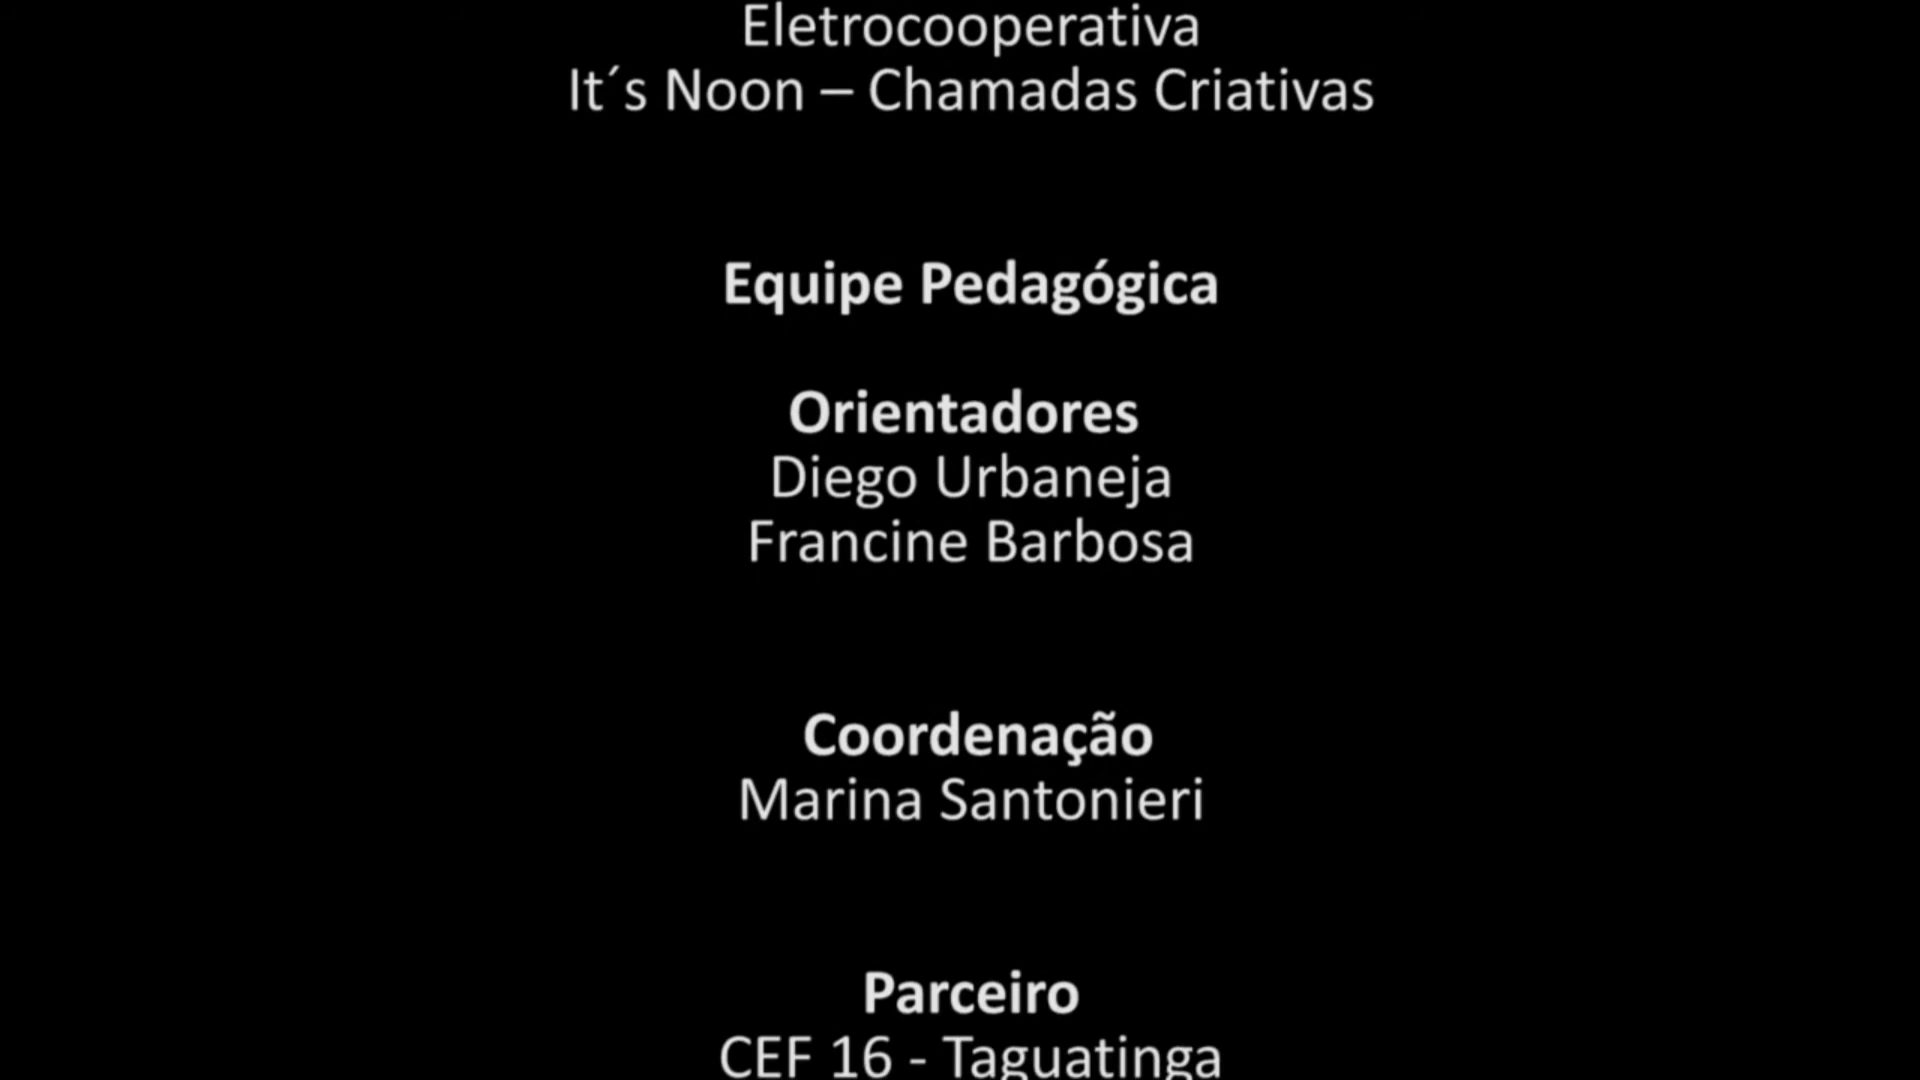 Eletrocooperativa
It´s Noon – Chamadas Criativas
Equipe Pedagógica
Orientadores
Diego Urbaneja
Francine Barbosa
Coordenação
Marina Santonieri
Parceiro
CEF 16 - Taguatinga